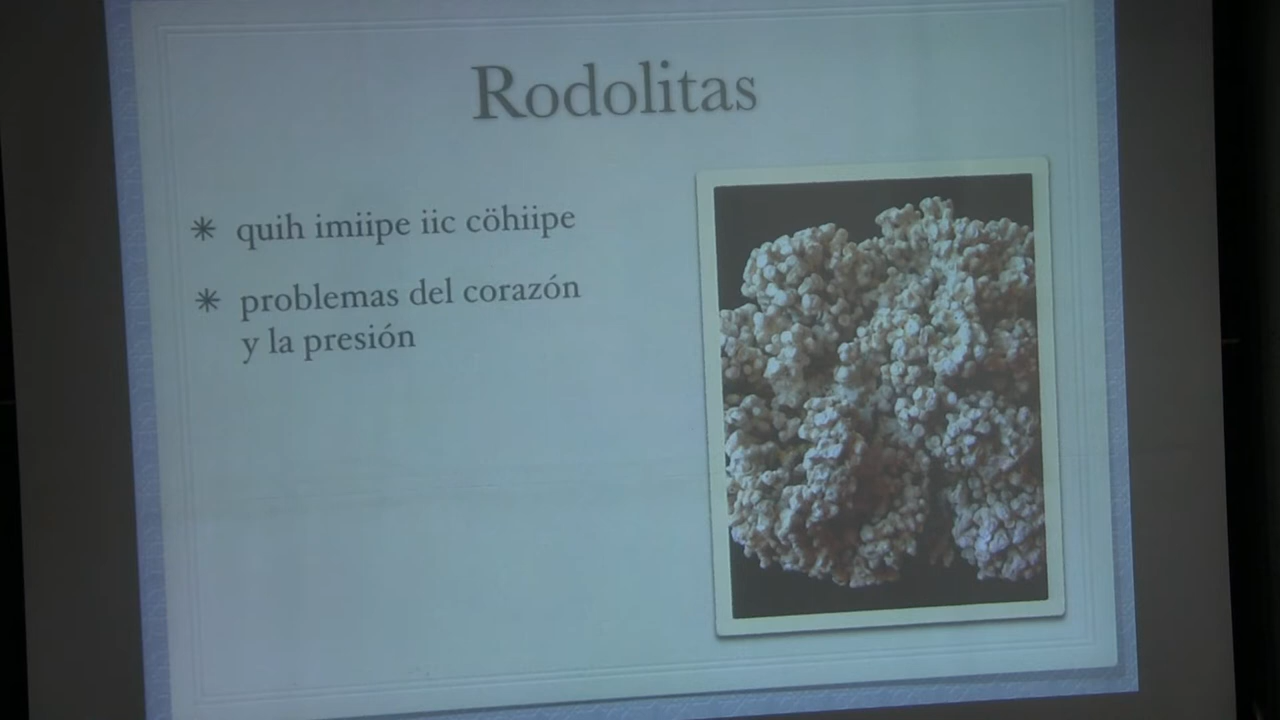 Rodolitas
quih imiipe iic cöhiipe
problemas del corazón
y la presión